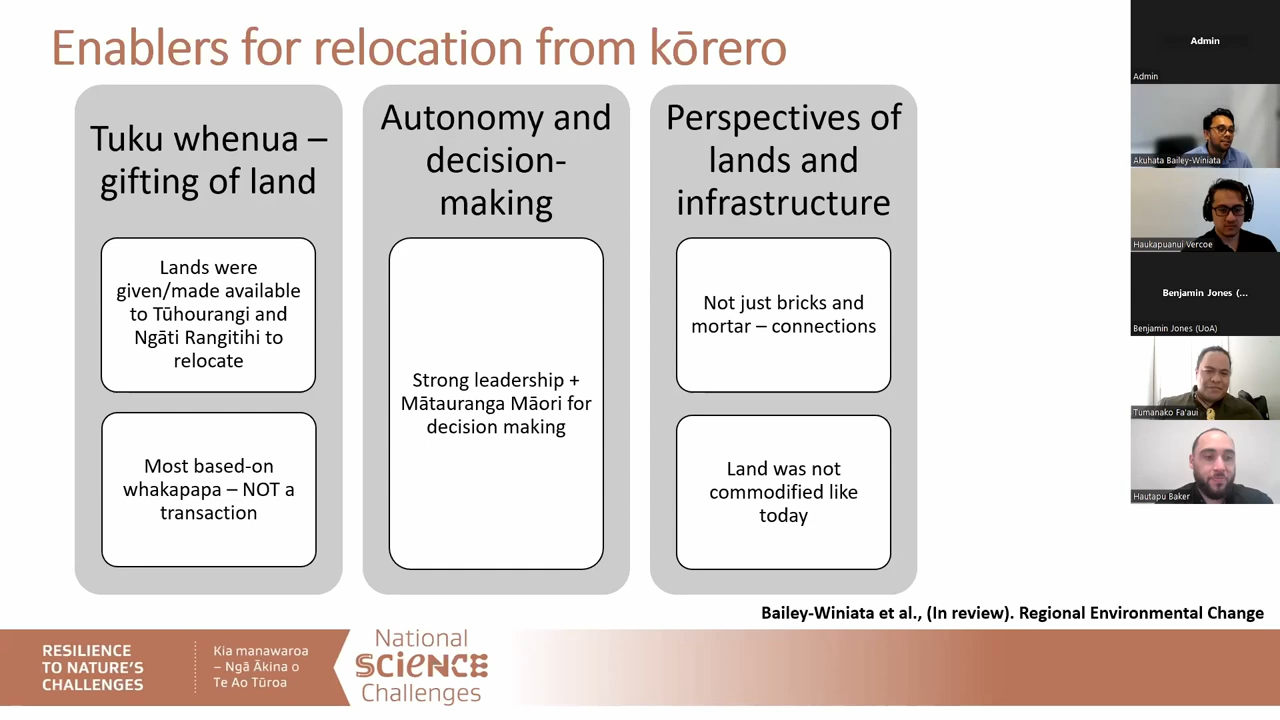 Enablers for relocation from kōrero
Tuku whenua –
gifting of land
Lands were
given/made available
to Tūhourangi and
Ngāti Rangitihi to
relocate
Most based-on
whakapapa – NOT a
transaction
Autonomy and
decision-
making
Strong leadership +
Mātauranga Māori for
decision making
Perspectives of
lands and
infrastructure
Not just bricks and
mortar – connections
Land was not
commodified like
today
Bailey-Winiata et al., (In review). Regional Environmental Change
RESILIENCE
TO NATURE'S
CHALLENGES
Kia manawaroa
– Ngā Ākina o
Te Ao Tūroa
National
SCIENCE
Challenges
Admin
Admin
Akuhata Bailey-Winiata
Haukapuanui Vercoe
Benjamin Jones (...
Benjamin Jones (UoA)
Tumanako Fa'aui
Hautapu Baker